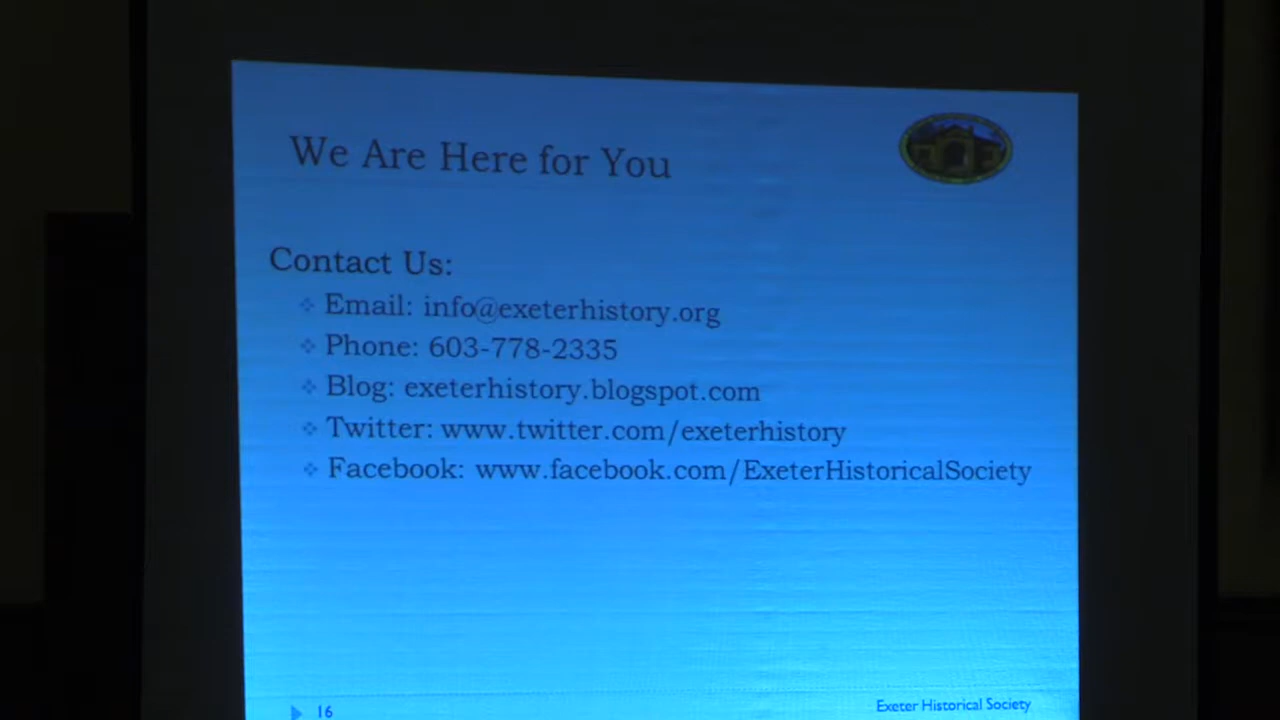 We Are Here for You
Contact Us:
Email: info@exeterhistory.org
Phone: 603-778-2335
Blog: exeterhistory.blogspot.com
Twitter: www.twitter.com/exeterhistory
Facebook: www.facebook.com/ExeterHistoricalSociety
16
Exeter Historical Society